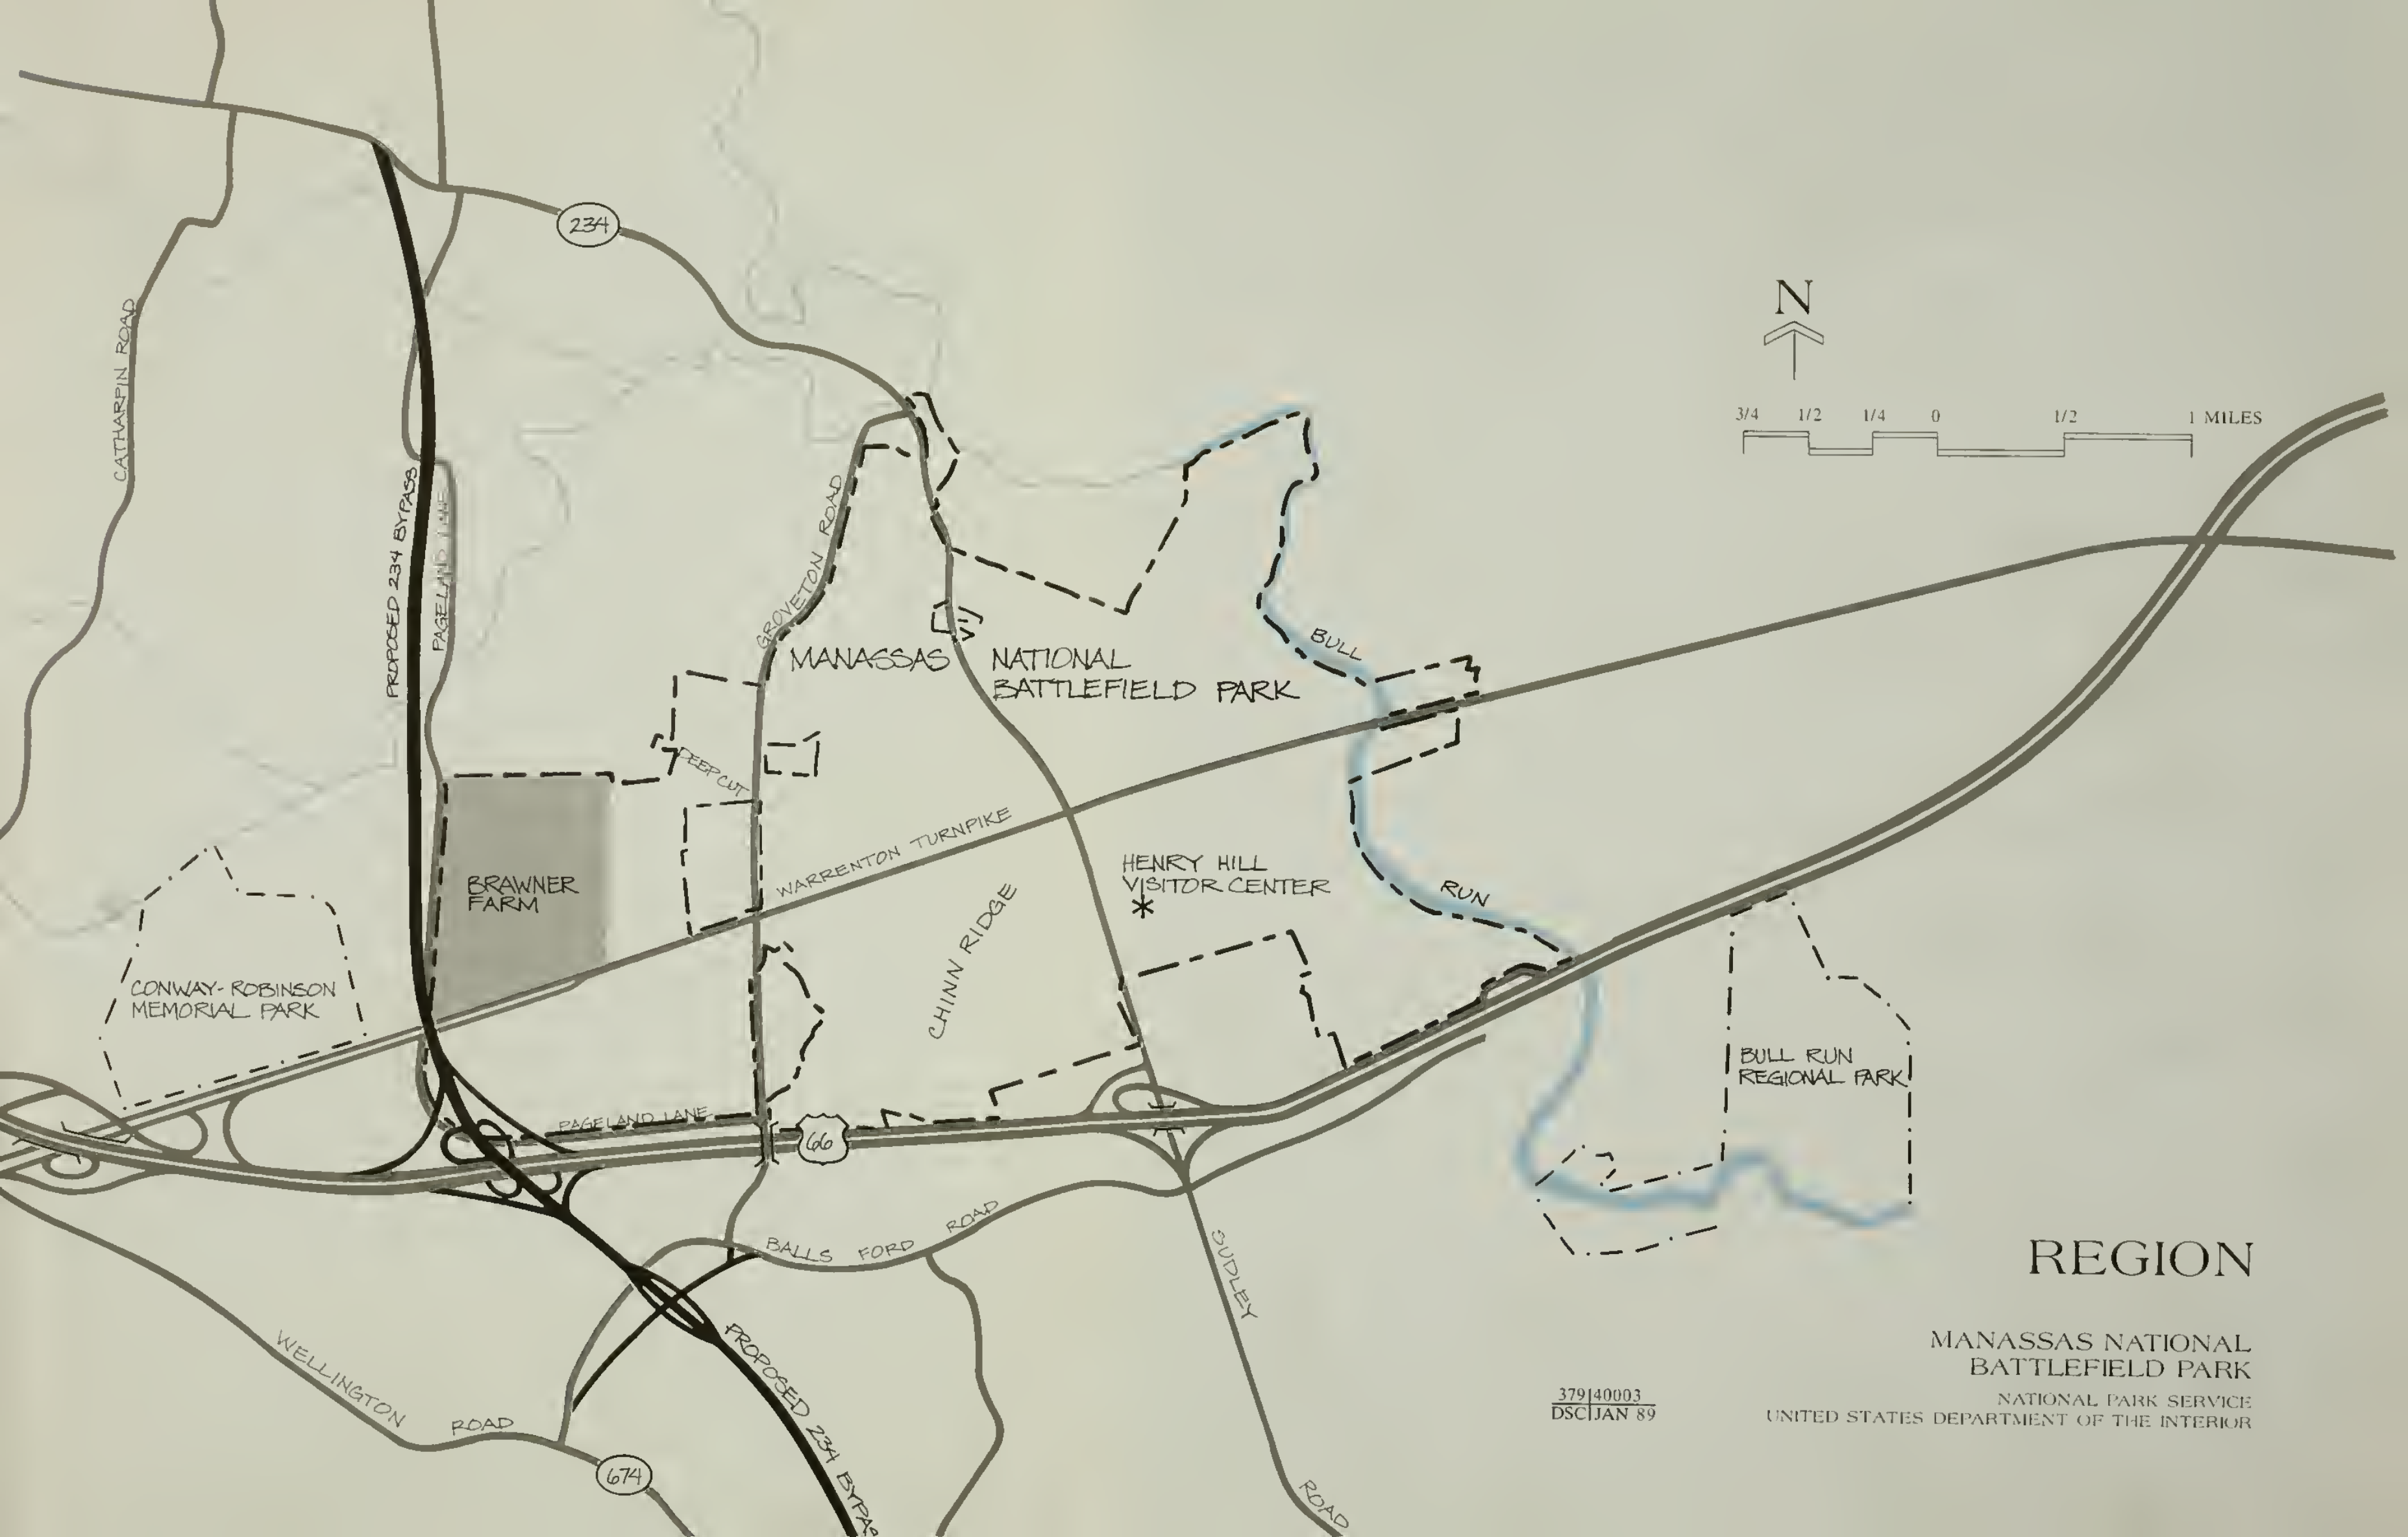 234
N
3/4 1/2 1/4 0 1/2 1 MILES
CATHARPIN ROAD
PROPOSED 234 BYPASS
PAGELAND LANE
GROVETON ROAD
MANASSAS NATIONAL
BATTLEFIELD PARK
BULL
DEEP CUT
WARRENTON TURNPIKE
HENRY HILL
VISITOR CENTER
*
BRAWNER
FARM
RUN
CHINN RIDGE
CONWAY-ROBINSON
MEMORIAL PARK
BULL RUN
REGIONAL PARK
PAGELAND LANE
66
BALLS FORD ROAD
SUDLEY
ROAD
WELLINGTON ROAD
PROPOSED 234 BYPAS
674
REGION
MANASSAS NATIONAL
BATTLEFIELD PARK
NATIONAL PARK SERVICE
UNITED STATES DEPARTMENT OF THE INTERIOR
379|40003
DSC|JAN 89